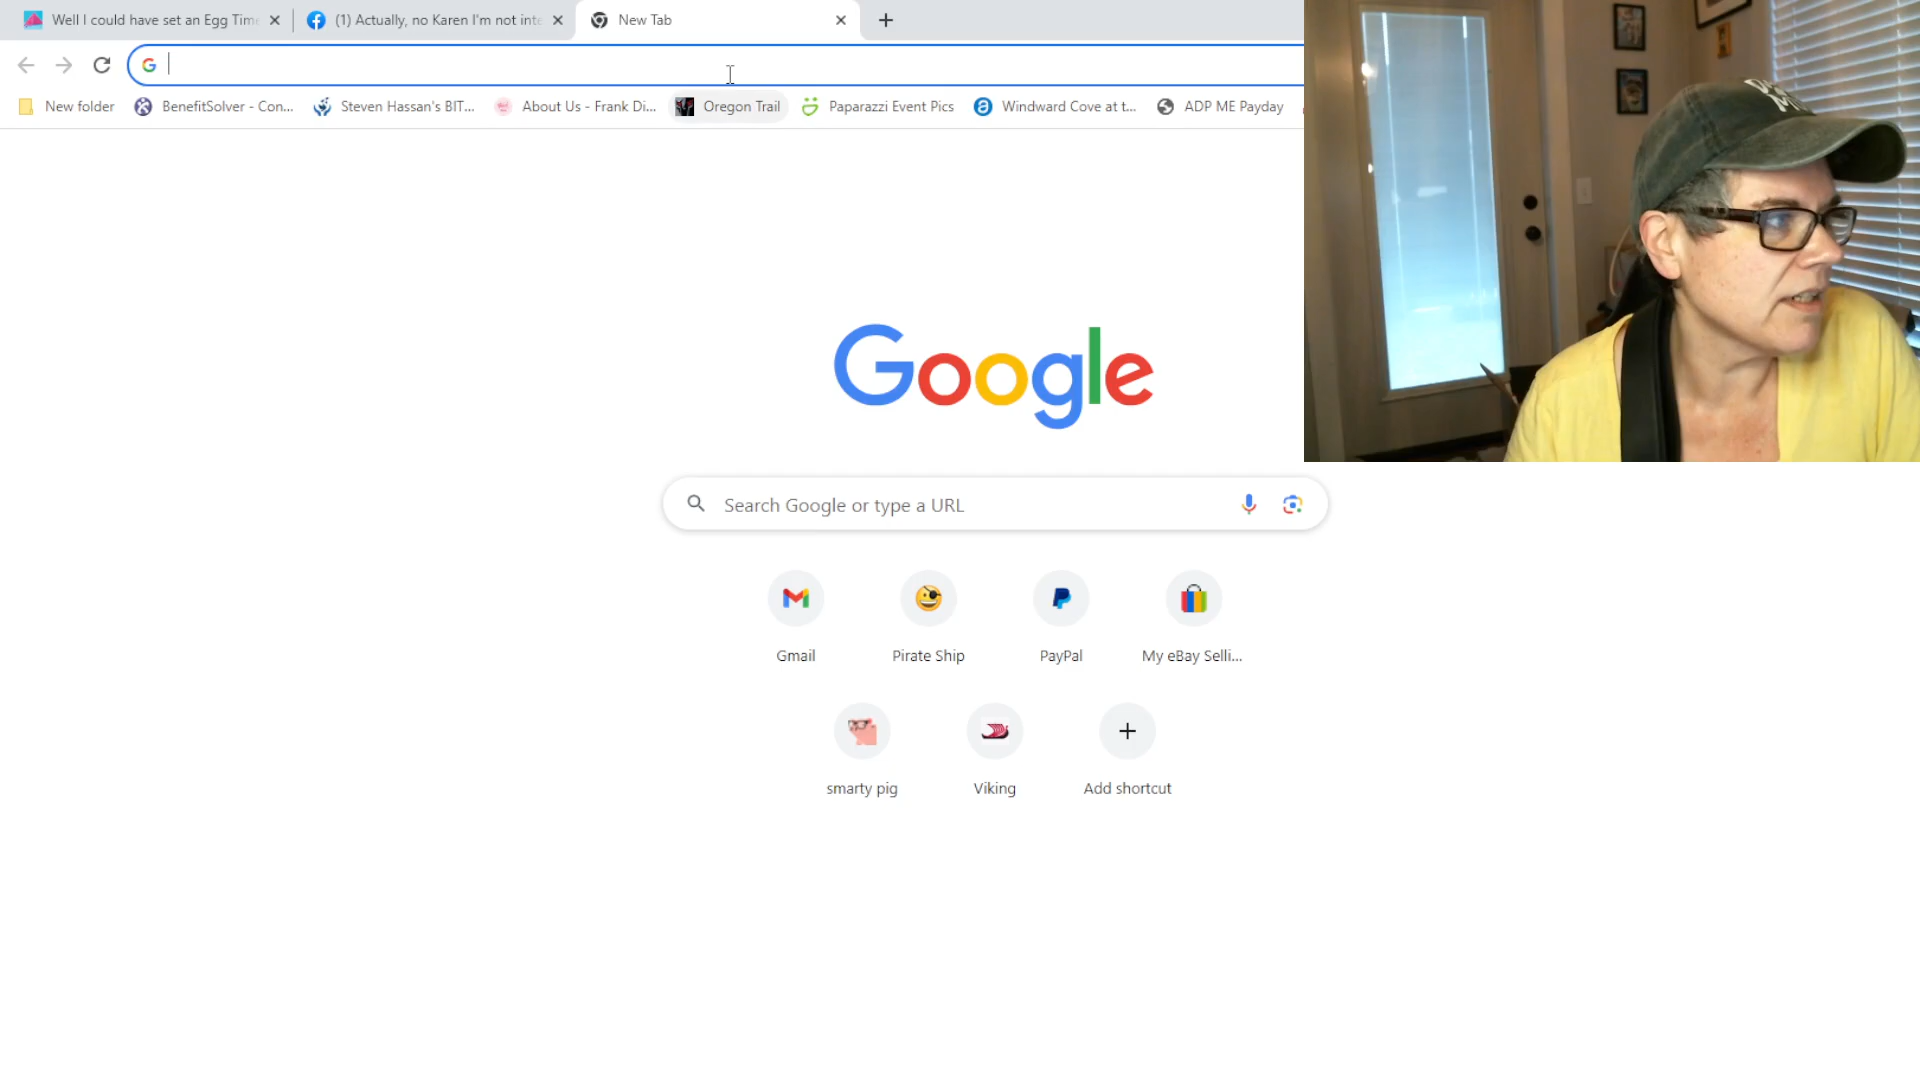 Well I could have set an Egg Tim
(1) Actually, no Karen I'm not int
New Tab
New folder
BenefitSolver - Con...
Steven Hassan's BIT...
About Us - Frank Di...
Oregon Trail
Paparazzi Event Pics
Windward Cove at t...
ADP ME Payday
Google
Search Google or type a URL
Gmail
Pirate Ship
PayPal
My eBay Selli...
smarty pig
Viking
Add shortcut